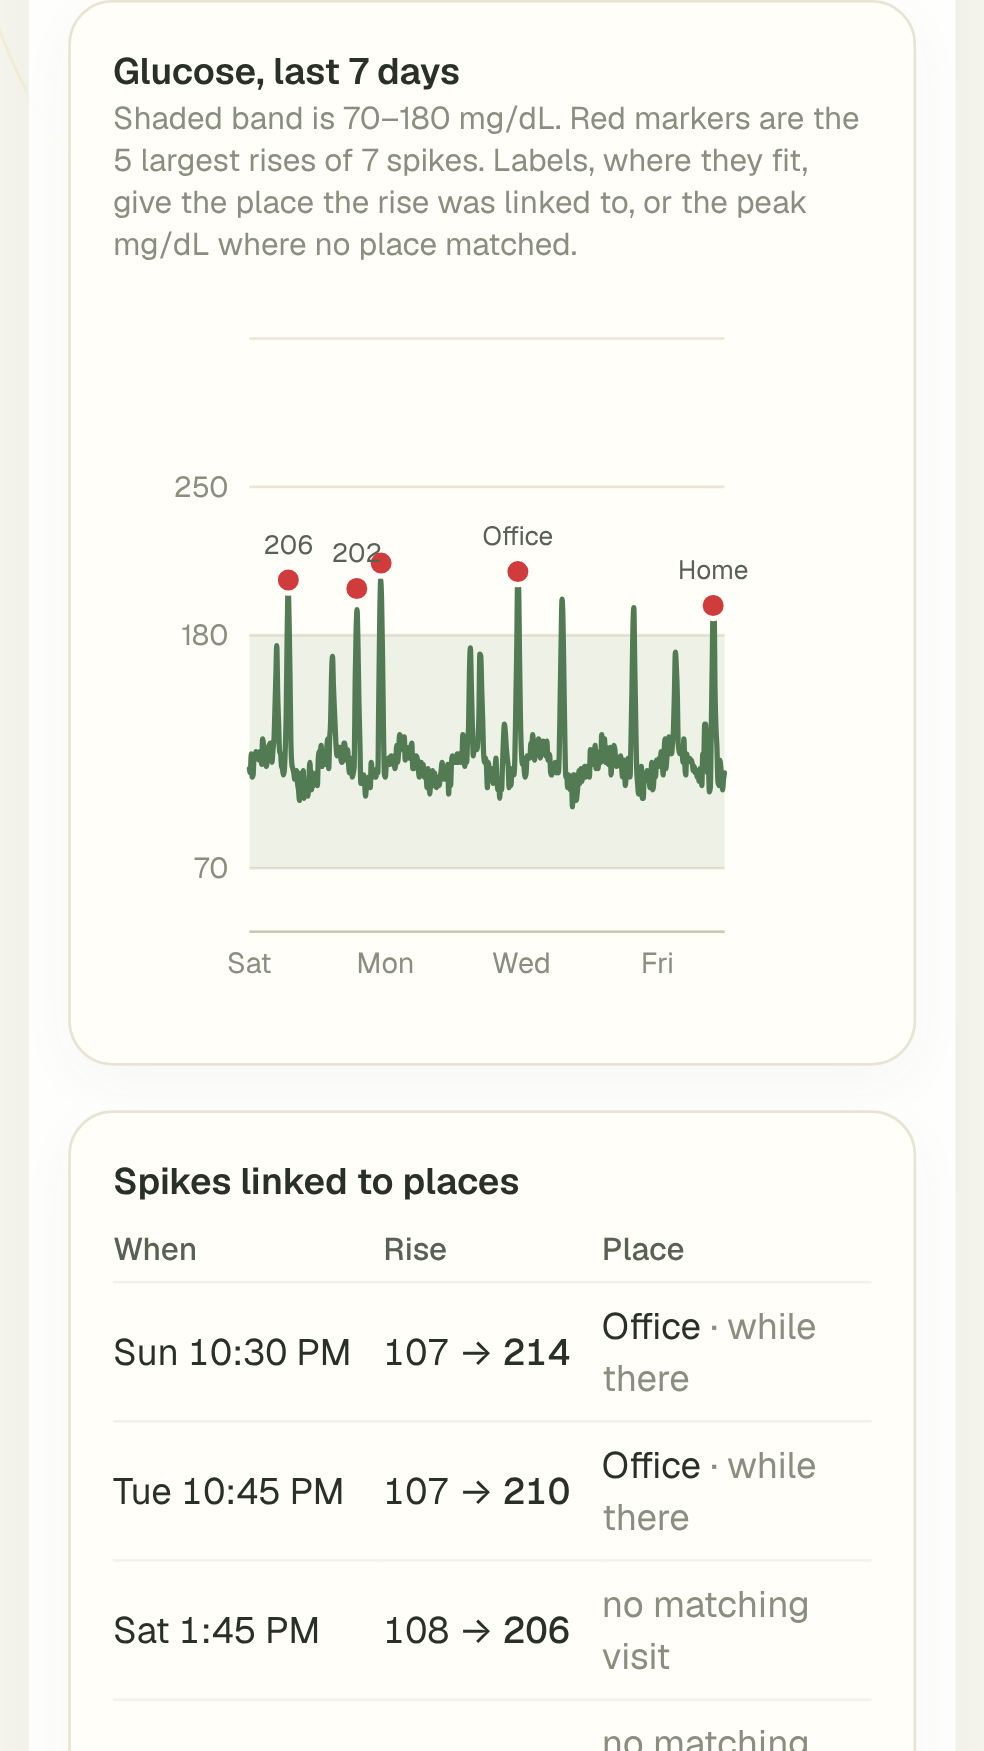 Glucose, last 7 days
Shaded band is 70–180 mg/dL. Red markers are the
5 largest rises of 7 spikes. Labels, where they fit,
give the place the rise was linked to, or the peak
mg/dL where no place matched.
250
206
202
Office
Home
180
70
Sat
Mon
Wed
Fri
Spikes linked to places
When Rise Place
Sun 10:30 PM 107 → 214 Office · while
there
Tue 10:45 PM 107 → 210 Office · while
there
Sat 1:45 PM 108 → 206 no matching
visit
no matching